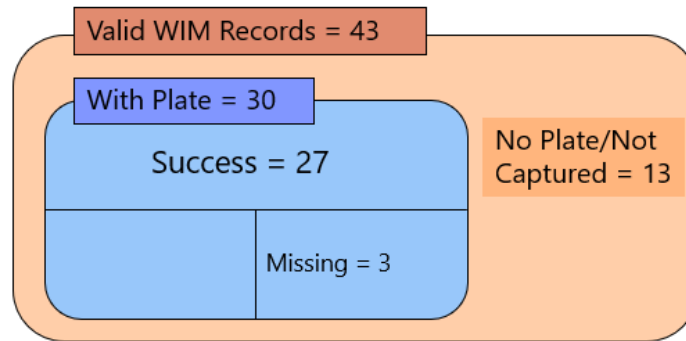 Valid WIM Records = 43
With Plate = 30
Success = 27
No Plate/Not
Captured = 13
Missing = 3